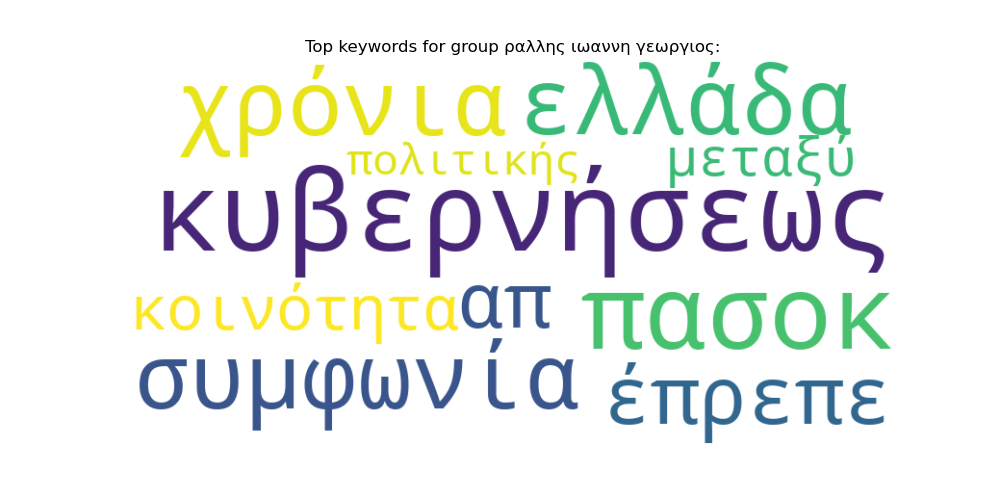 Top keywords for group ραλλης ιωαννη γεωργιος:
χρόνια ελλάδα
πολιτικής μεταξύ
κυβερνήσεως
κοινότητα απ πασοκ
συμφωνία έπρεπε